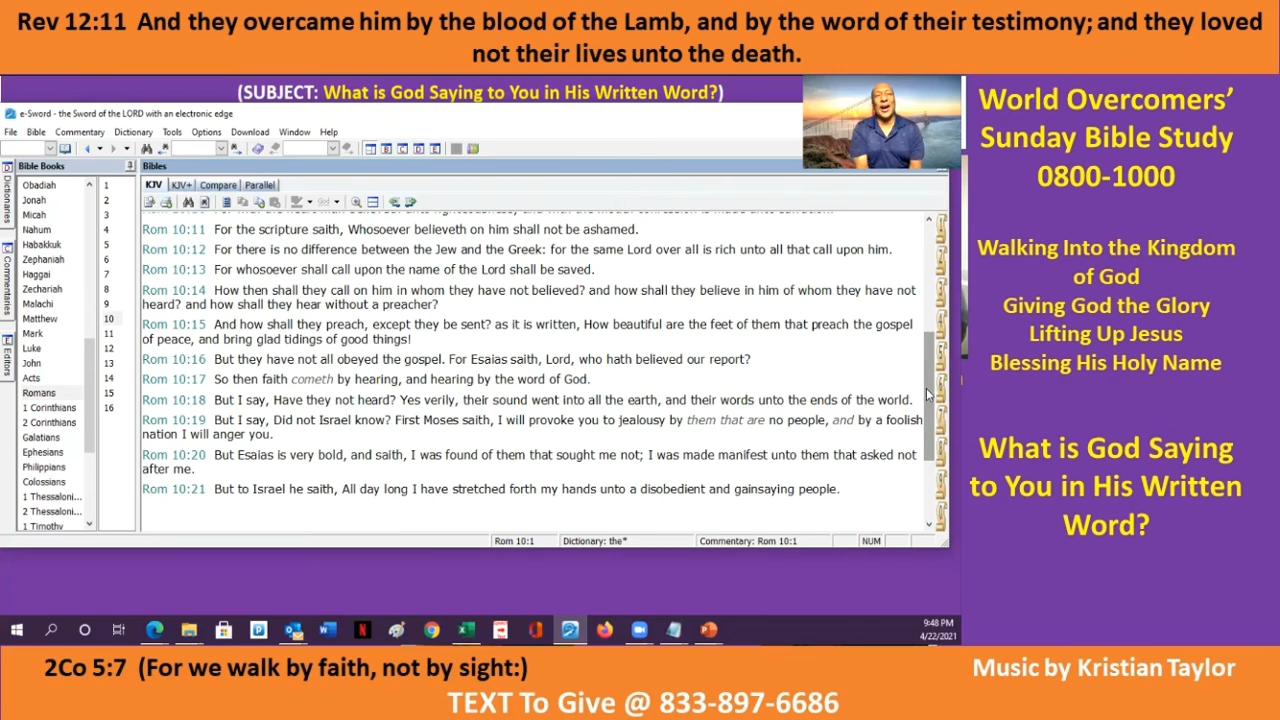 Rev 12:11 And they overcame him by the blood of the Lamb, and by the word of their testimony; and they loved
not their lives unto the death.
(SUBJECT: What is God Saying to You in His Written Word?)
e-Sword - the Sword of the LORD with an electronic edge
File Bible Commentary Dictionary Tools Options Download Window Help
Bible Books
Bibles
KJV KJV+ Compare Parallel
Dictionaries
Commentaries
Editors
Obadiah
Jonah
Micah
Nahum
Habakkuk
Zephaniah
Haggai
Zechariah
Malachi
Matthew
Mark
Luke
John
Acts
Romans
1 Corinthians
2 Corinthians
Galatians
Ephesians
Philippians
Colossians
1 Thessaloni...
2 Thessaloni...
1 Timothy
1
2
3
4
5
6
7
8
9
10
11
12
13
14
15
16
Rom 10:11 For the scripture saith, Whosoever believeth on him shall not be ashamed.
Rom 10:12 For there is no difference between the Jew and the Greek: for the same Lord over all is rich unto all that call upon him.
Rom 10:13 For whosoever shall call upon the name of the Lord shall be saved.
Rom 10:14 How then shall they call on him in whom they have not believed? and how shall they believe in him of whom they have not
heard? and how shall they hear without a preacher?
Rom 10:15 And how shall they preach, except they be sent? as it is written, How beautiful are the feet of them that preach the gospel
of peace, and bring glad tidings of good things!
Rom 10:16 But they have not all obeyed the gospel. For Esaias saith, Lord, who hath believed our report?
Rom 10:17 So then faith cometh by hearing, and hearing by the word of God.
Rom 10:18 But I say, Have they not heard? Yes verily, their sound went into all the earth, and their words unto the ends of the world.
Rom 10:19 But I say, Did not Israel know? First Moses saith, I will provoke you to jealousy by them that are no people, and by a foolish
nation I will anger you.
Rom 10:20 But Esaias is very bold, and saith, I was found of them that sought me not; I was made manifest unto them that asked not
after me.
Rom 10:21 But to Israel he saith, All day long I have stretched forth my hands unto a disobedient and gainsaying people.
Rom 10:1 Dictionary: the* Commentary: Rom 10:1 NUM
World Overcomers'
Sunday Bible Study
0800-1000
Walking Into the Kingdom
of God
Giving God the Glory
Lifting Up Jesus
Blessing His Holy Name
What is God Saying
to You in His Written
Word?
9:48 PM
4/22/2021
2Co 5:7 (For we walk by faith, not by sight:)
Music by Kristian Taylor
TEXT To Give @ 833-897-6686